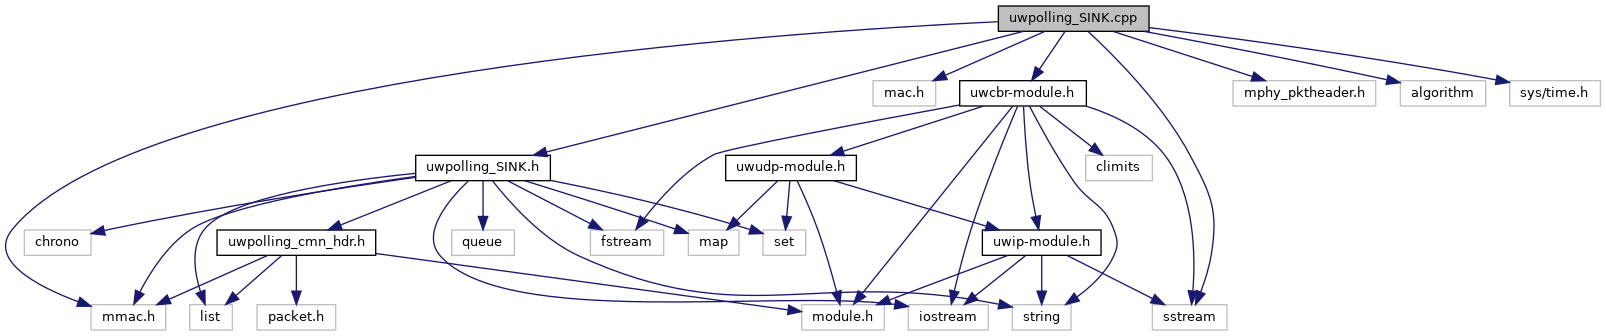 uwpolling_SINK.cpp
mac.h
uwcbr-module.h
mphy_pktheader.h
algorithm
sys/time.h
uwpolling_SINK.h
uwudp-module.h
climits
chrono
uwpolling_cmn_hdr.h
queue
fstream
map
set
uwip-module.h
mmac.h
list
packet.h
module.h
iostream
string
sstream